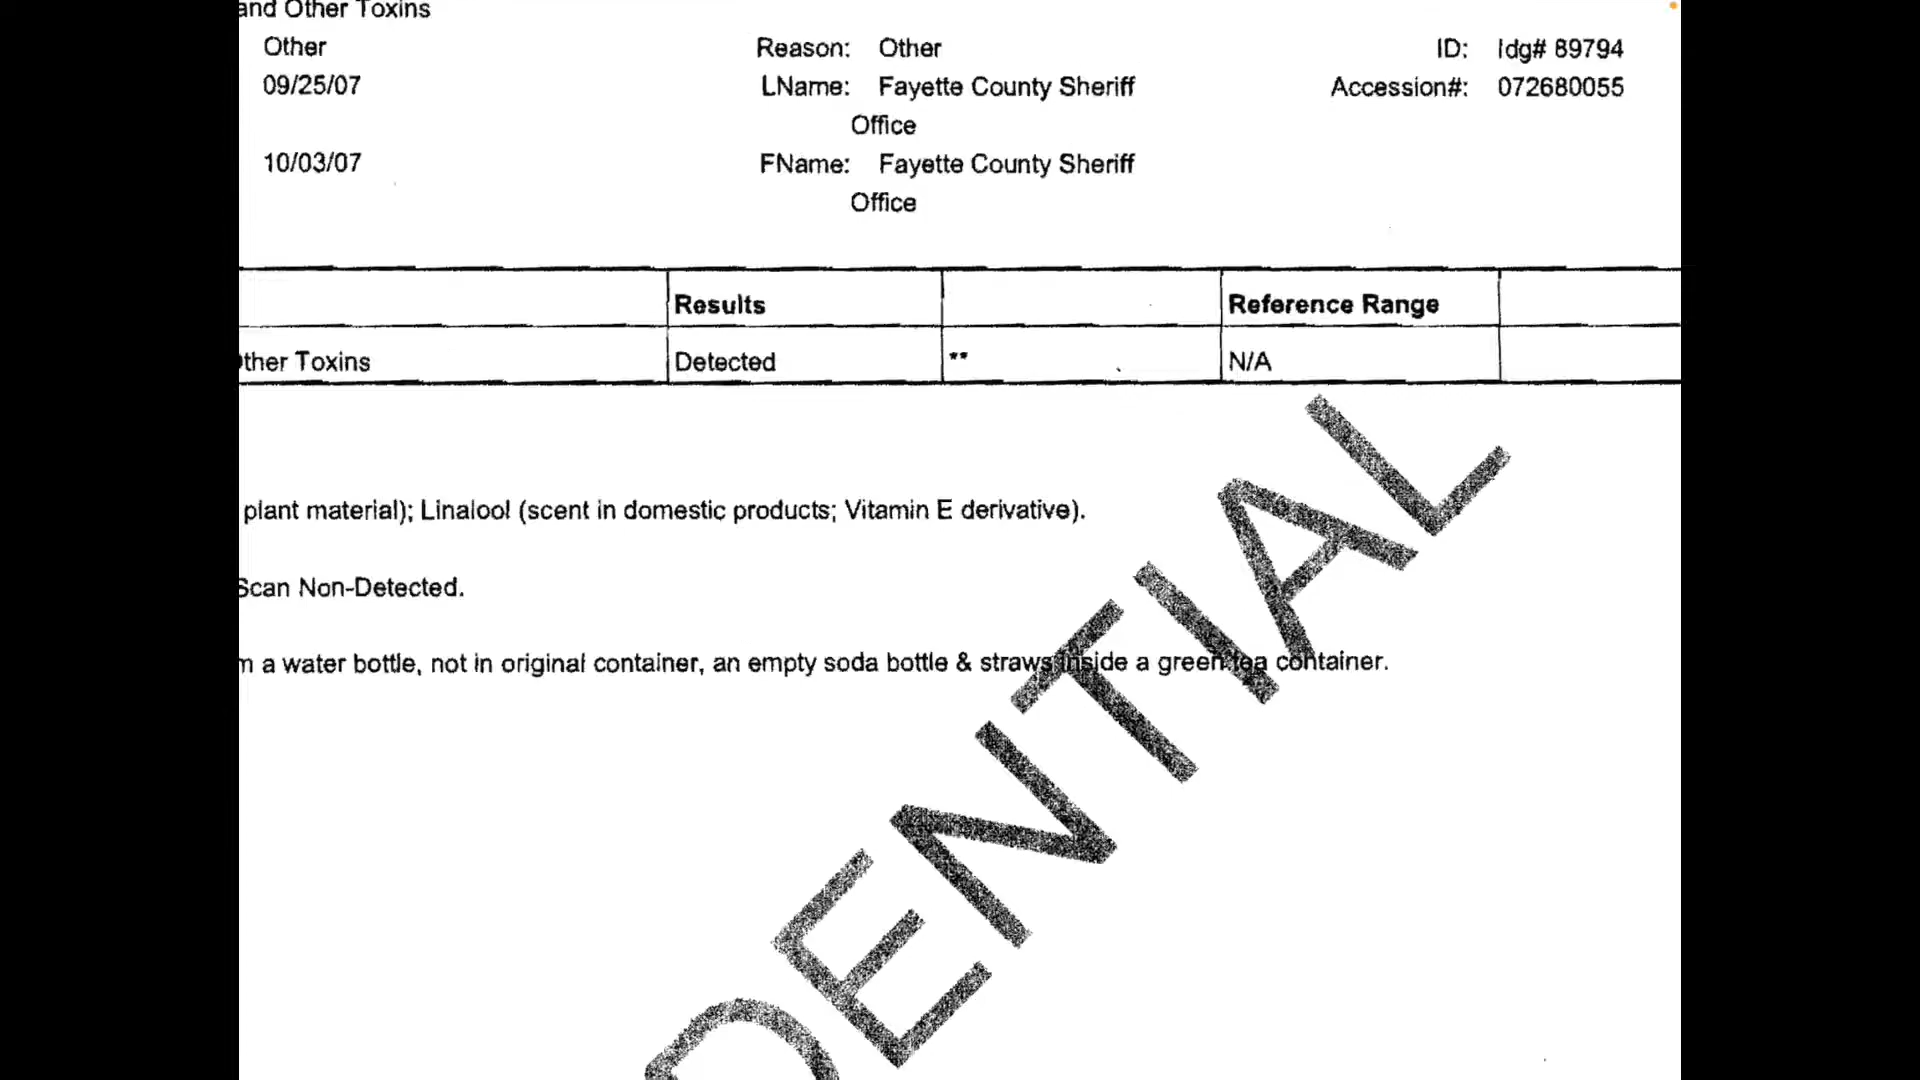 and Other Toxins
Other Reason: Other ID: Idg# 89794
09/25/07 LName: Fayette County Sheriff Accession#: 072680055
Office
10/03/07 FName: Fayette County Sheriff
Office
Results Reference Range
ther Toxins Detected ** N/A
plant material); Linalool (scent in domestic products; Vitamin E derivative).
Scan Non-Detected.
m a water bottle, not in original container, an empty soda bottle & straws inside a green tea container.
DENTIAL